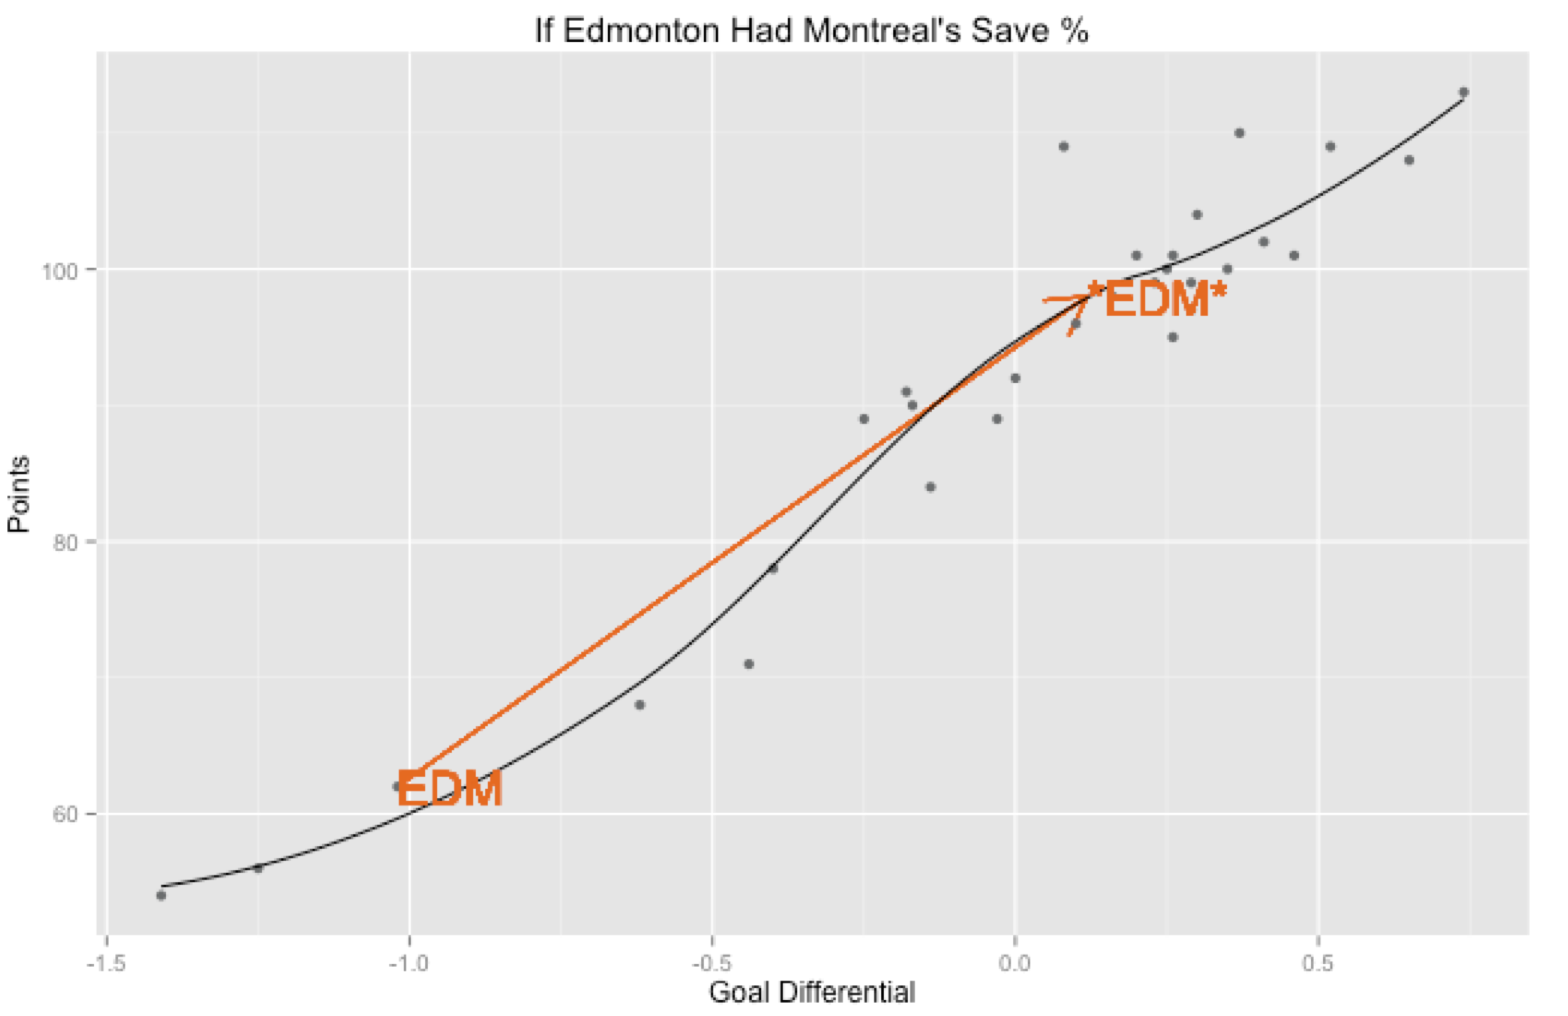 If Edmonton Had Montreal's Save %
Points
100
80
60
*EDM*
EDM
-1.5
-1.0
-0.5
0.0
0.5
Goal Differential